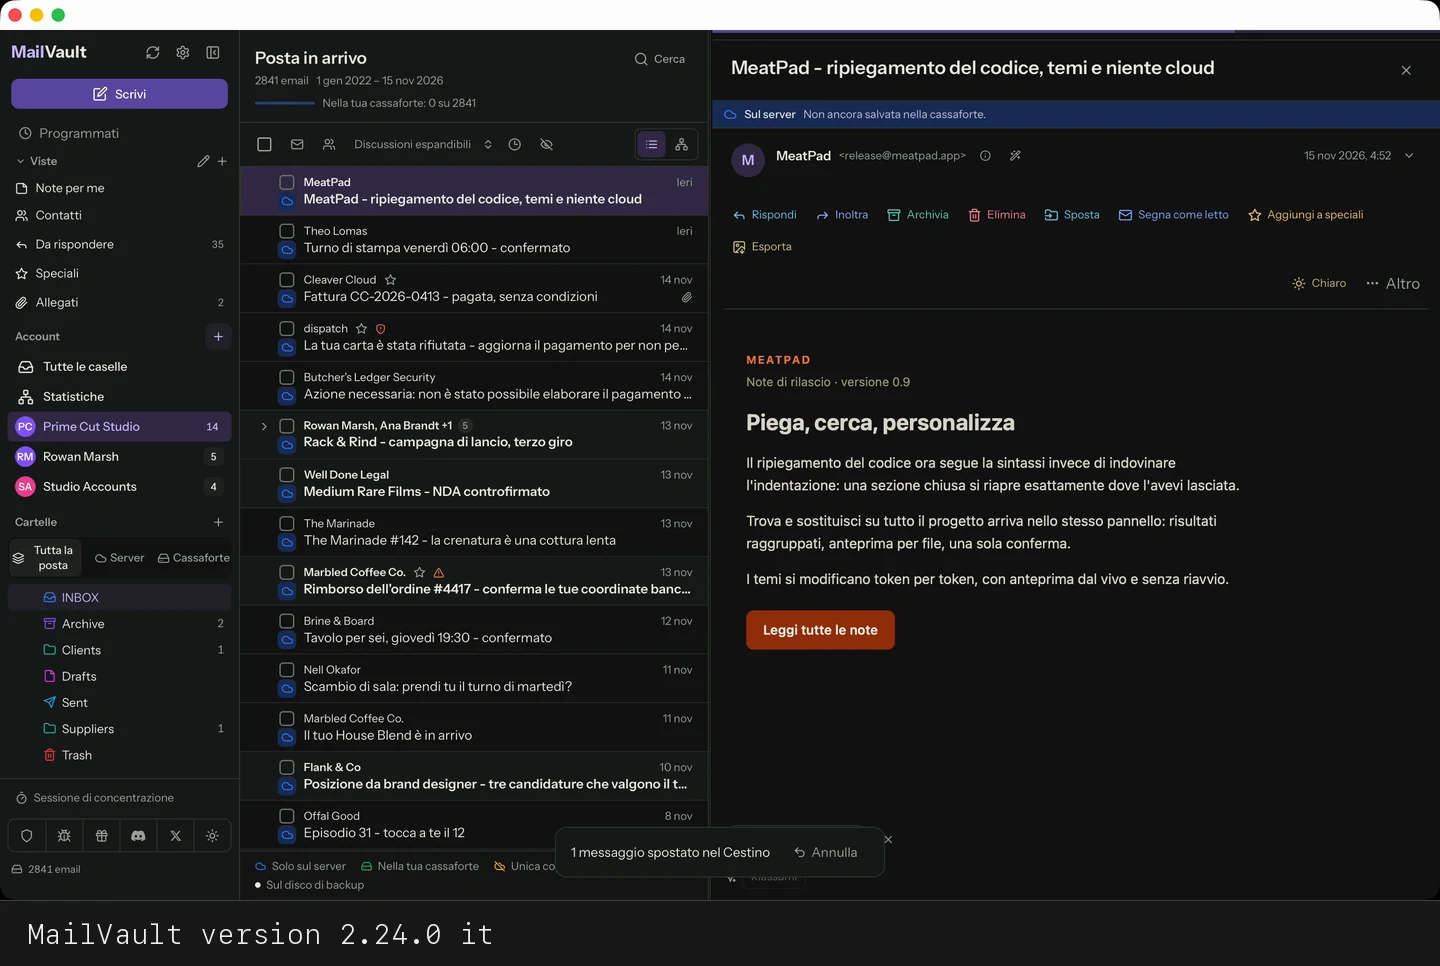 MailVault
Scrivi
Programmati
Viste
Note per me
Contatti
Da rispondere 35
Speciali
Allegati 2
Account
Tutte le caselle
Statistiche
PC Prime Cut Studio 14
RM Rowan Marsh 5
SA Studio Accounts 4
Cartelle
Tutta la posta
Server
Cassaforte
INBOX
Archive 2
Clients 1
Drafts
Sent
Suppliers 1
Trash
Sessione di concentrazione
2841 email
Posta in arrivo
Cerca
2841 email 1 gen 2022 – 15 nov 2026
Nella tua cassaforte: 0 su 2841
Discussioni espandibili
MeatPad Ieri
MeatPad - ripiegamento del codice, temi e niente cloud
Theo Lomas Ieri
Turno di stampa venerdì 06:00 - confermato
Cleaver Cloud 14 nov
Fattura CC-2026-0413 - pagata, senza condizioni
dispatch 14 nov
La tua carta è stata rifiutata - aggiorna il pagamento per non pe...
Butcher's Ledger Security 14 nov
Azione necessaria: non è stato possibile elaborare il pagamento ...
Rowan Marsh, Ana Brandt +1 5 13 nov
Rack & Rind - campagna di lancio, terzo giro
Well Done Legal 13 nov
Medium Rare Films - NDA controfirmato
The Marinade 13 nov
The Marinade #142 - la crenatura è una cottura lenta
Marbled Coffee Co. 13 nov
Rimborso dell'ordine #4417 - conferma le tue coordinate banc...
Brine & Board 12 nov
Tavolo per sei, giovedì 19:30 - confermato
Nell Okafor 11 nov
Scambio di sala: prendi tu il turno di martedì?
Marbled Coffee Co. 11 nov
Il tuo House Blend è in arrivo
Flank & Co 10 nov
Posizione da brand designer - tre candidature che valgono il t...
Offal Good 8 nov
Episodio 31 - tocca a te il 12
Solo sul server Nella tua cassaforte Unica co
Sul disco di backup
MeatPad - ripiegamento del codice, temi e niente cloud
Sul server Non ancora salvata nella cassaforte.
M MeatPad <release@meatpad.app> 15 nov 2026, 4:52
Rispondi Inoltra Archivia Elimina Sposta Segna come letto Aggiungi a speciali
Esporta
Chiaro ... Altro
MEATPAD
Note di rilascio · versione 0.9
Piega, cerca, personalizza
Il ripiegamento del codice ora segue la sintassi invece di indovinare
l'indentazione: una sezione chiusa si riapre esattamente dove l'avevi lasciata.
Trova e sostituisci su tutto il progetto arriva nello stesso pannello: risultati
raggruppati, anteprima per file, una sola conferma.
I temi si modificano token per token, con anteprima dal vivo e senza riavvio.
Leggi tutte le note
1 messaggio spostato nel Cestino Annulla
MailVault version 2.24.0 it